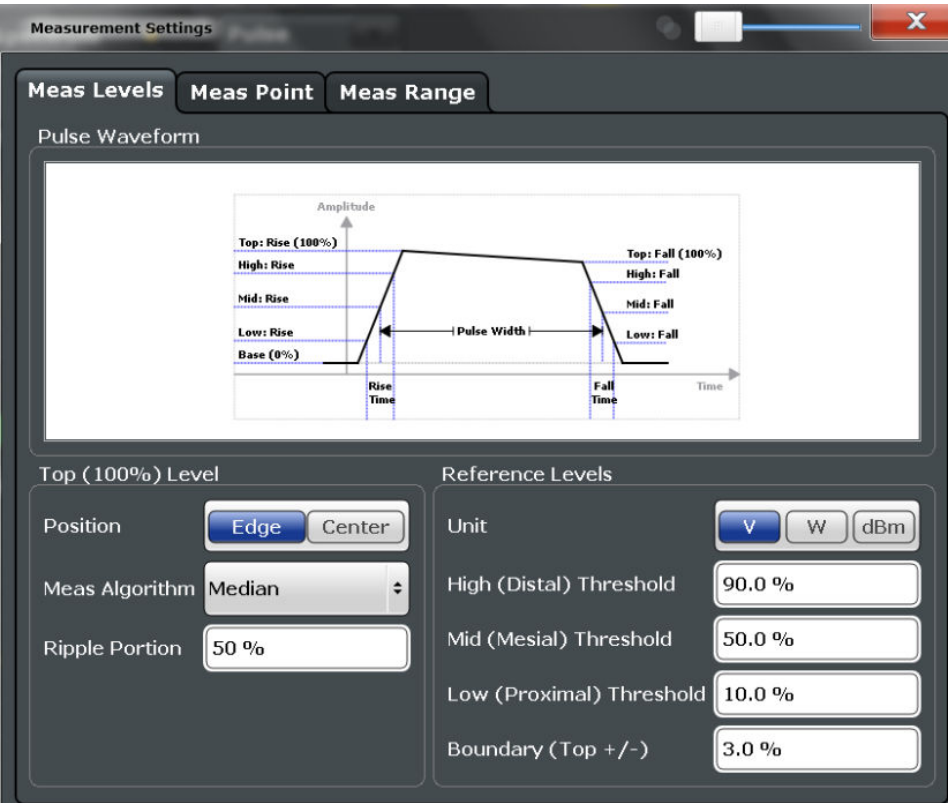 Measurement Settings
X
Meas Levels Meas Point Meas Range
Pulse Waveform
Amplitude
Top: Rise (100%)
High: Rise
Mid: Rise
Low: Rise
Base (0%)
Top: Fall (100%)
High: Fall
Mid: Fall
Low: Fall
Pulse Width
Rise
Time
Fall
Time
Time
Top (100%) Level
Position Edge Center
Meas Algorithm Median
Ripple Portion 50 %
Reference Levels
Unit V W dBm
High (Distal) Threshold 90.0 %
Mid (Mesial) Threshold 50.0 %
Low (Proximal) Threshold 10.0 %
Boundary (Top +/-) 3.0 %